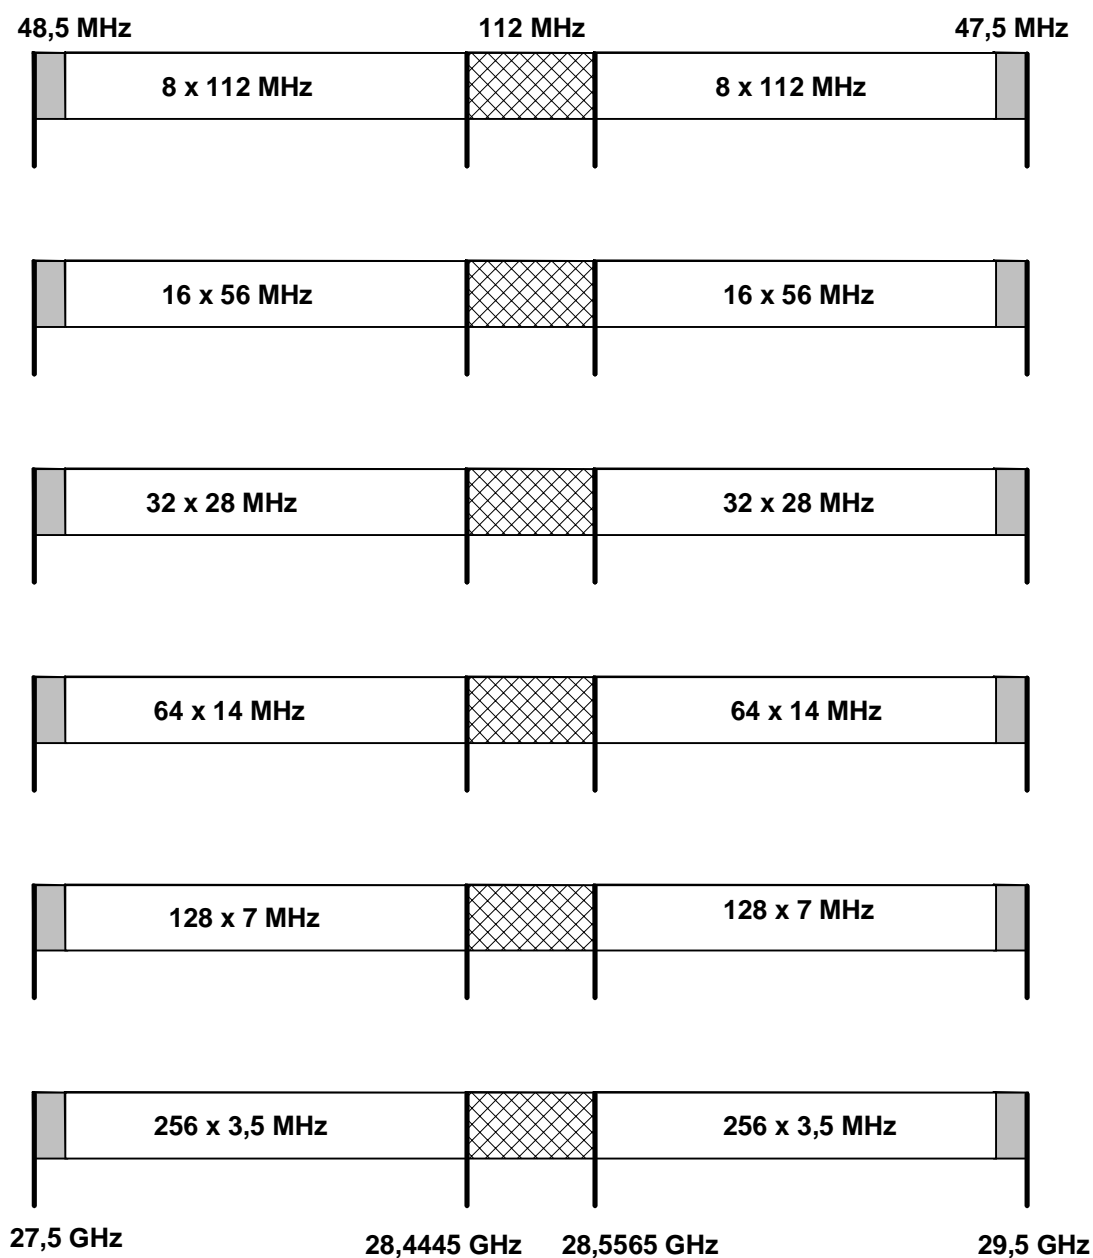 48,5 MHz 112 MHz 47,5 MHz
8 x 112 MHz 8 x 112 MHz
16 x 56 MHz 16 x 56 MHz
32 x 28 MHz 32 x 28 MHz
64 x 14 MHz 64 x 14 MHz
128 x 7 MHz 128 x 7 MHz
256 x 3,5 MHz 256 x 3,5 MHz
27,5 GHz 28,4445 GHz 28,5565 GHz 29,5 GHz